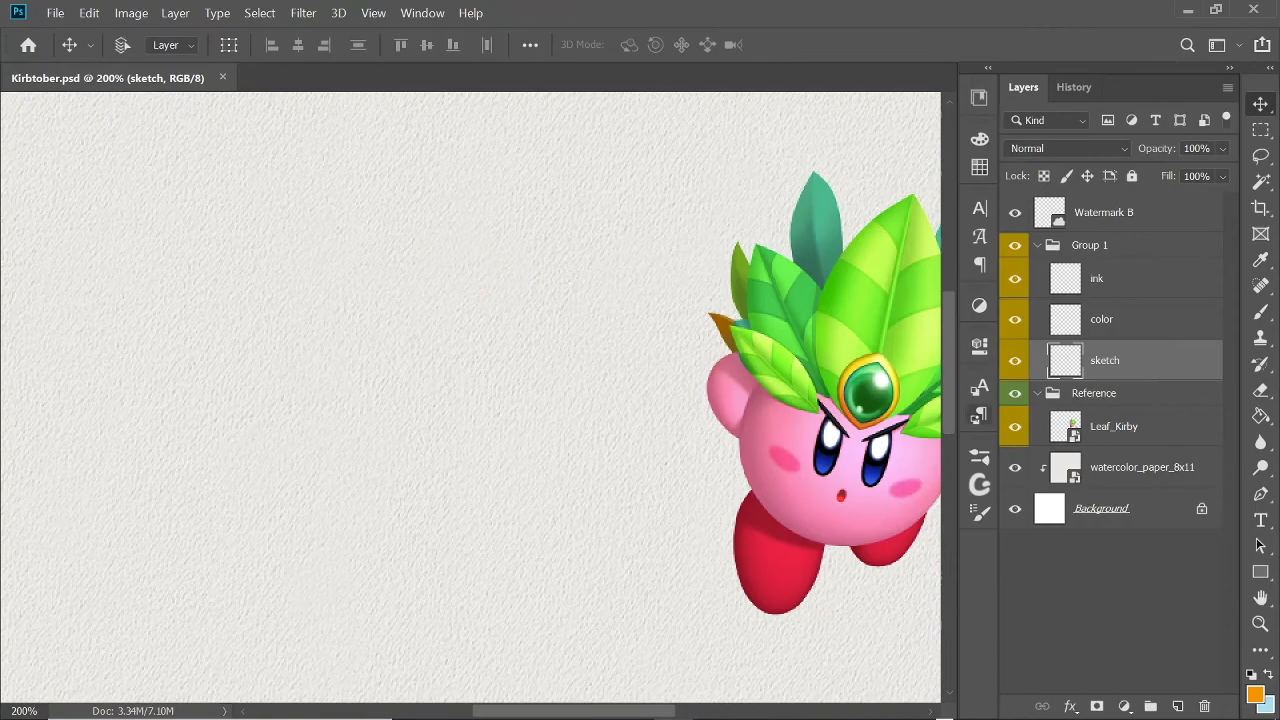 Ps File Edit Image Layer Type Select Filter 3D View Window Help
Layer 3D Mode:
Kirbtober.psd @ 200% (sketch, RGB/8)
Layers History
Kind
Normal Opacity: 100%
Lock: Fill: 100%
Watermark B
Group 1
ink
color
sketch
Reference
Leaf_Kirby
watercolor_paper_8x11
Background
200% Doc: 3.34M/7.10M